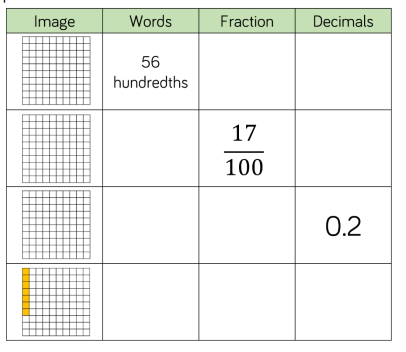 Image Words Fraction Decimals
56
hundredths
17
100
0.2